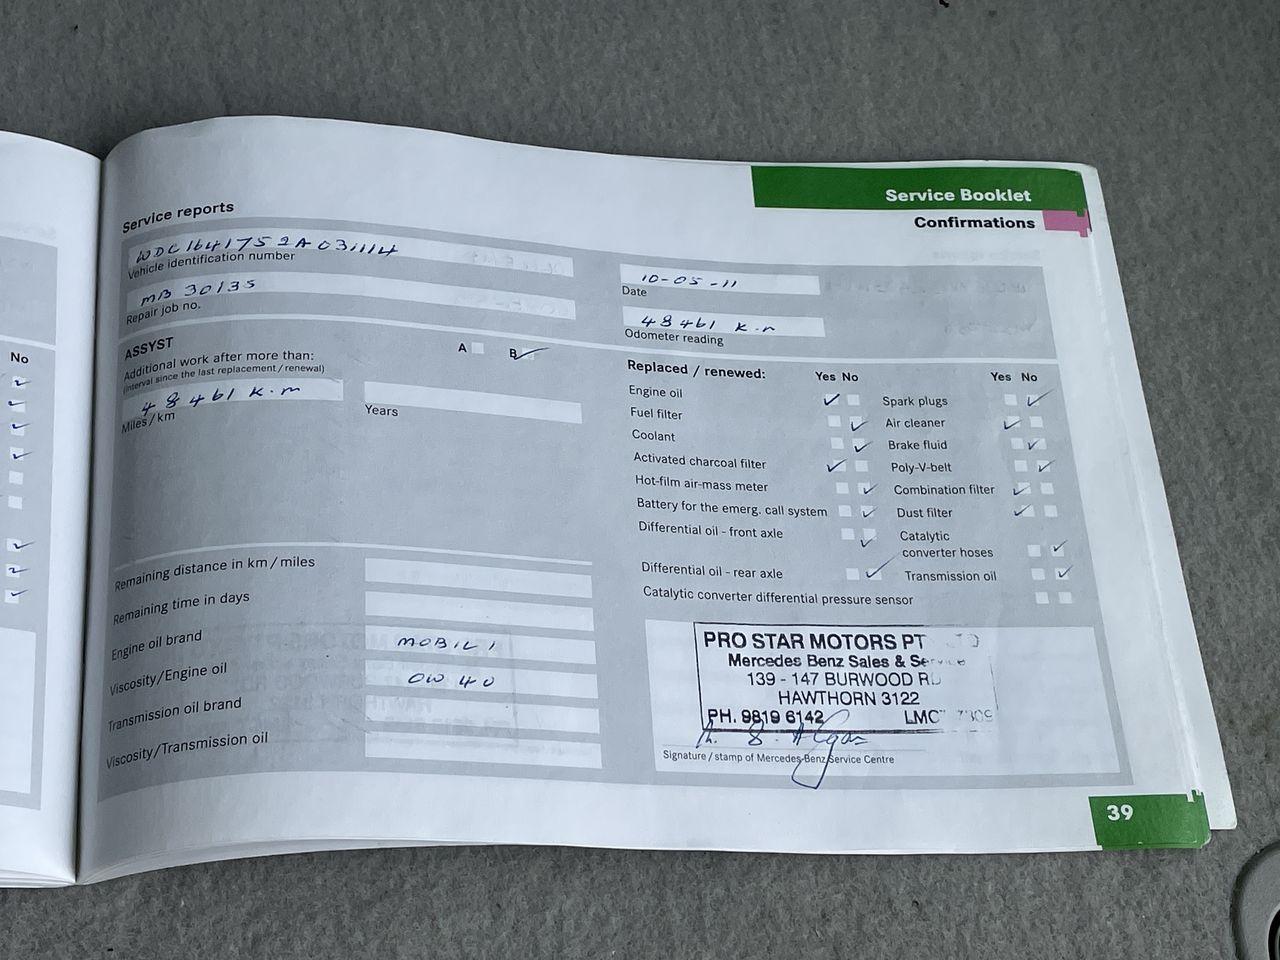 Service Booklet
Confirmations
Service reports
WDC1641752A031114
Vehicle identification number
10-05-11
Date
MB 30135
Repair job no.
48461 K.m
Odometer reading
ASSYST
A
B
Additional work after more than:
(interval since the last replacement / renewal)
48461 K.m
Miles / km
Years
Replaced / renewed:
Yes No
Yes No
Engine oil
Spark plugs
Fuel filter
Air cleaner
Coolant
Brake fluid
Activated charcoal filter
Poly-V-belt
Hot-film air-mass meter
Combination filter
Battery for the emerg. call system
Dust filter
Differential oil - front axle
Catalytic
converter hoses
Differential oil - rear axle
Transmission oil
Catalytic converter differential pressure sensor
Remaining distance in km / miles
Remaining time in days
Engine oil brand
MOBIL 1
Viscosity/Engine oil
0W 40
Transmission oil brand
Viscosity/Transmission oil
PRO STAR MOTORS PT
Mercedes Benz Sales & Service
139 - 147 BURWOOD RD
HAWTHORN 3122
PH. 9819 6142 LMCT
Signature / stamp of Mercedes-Benz Service Centre
39
No